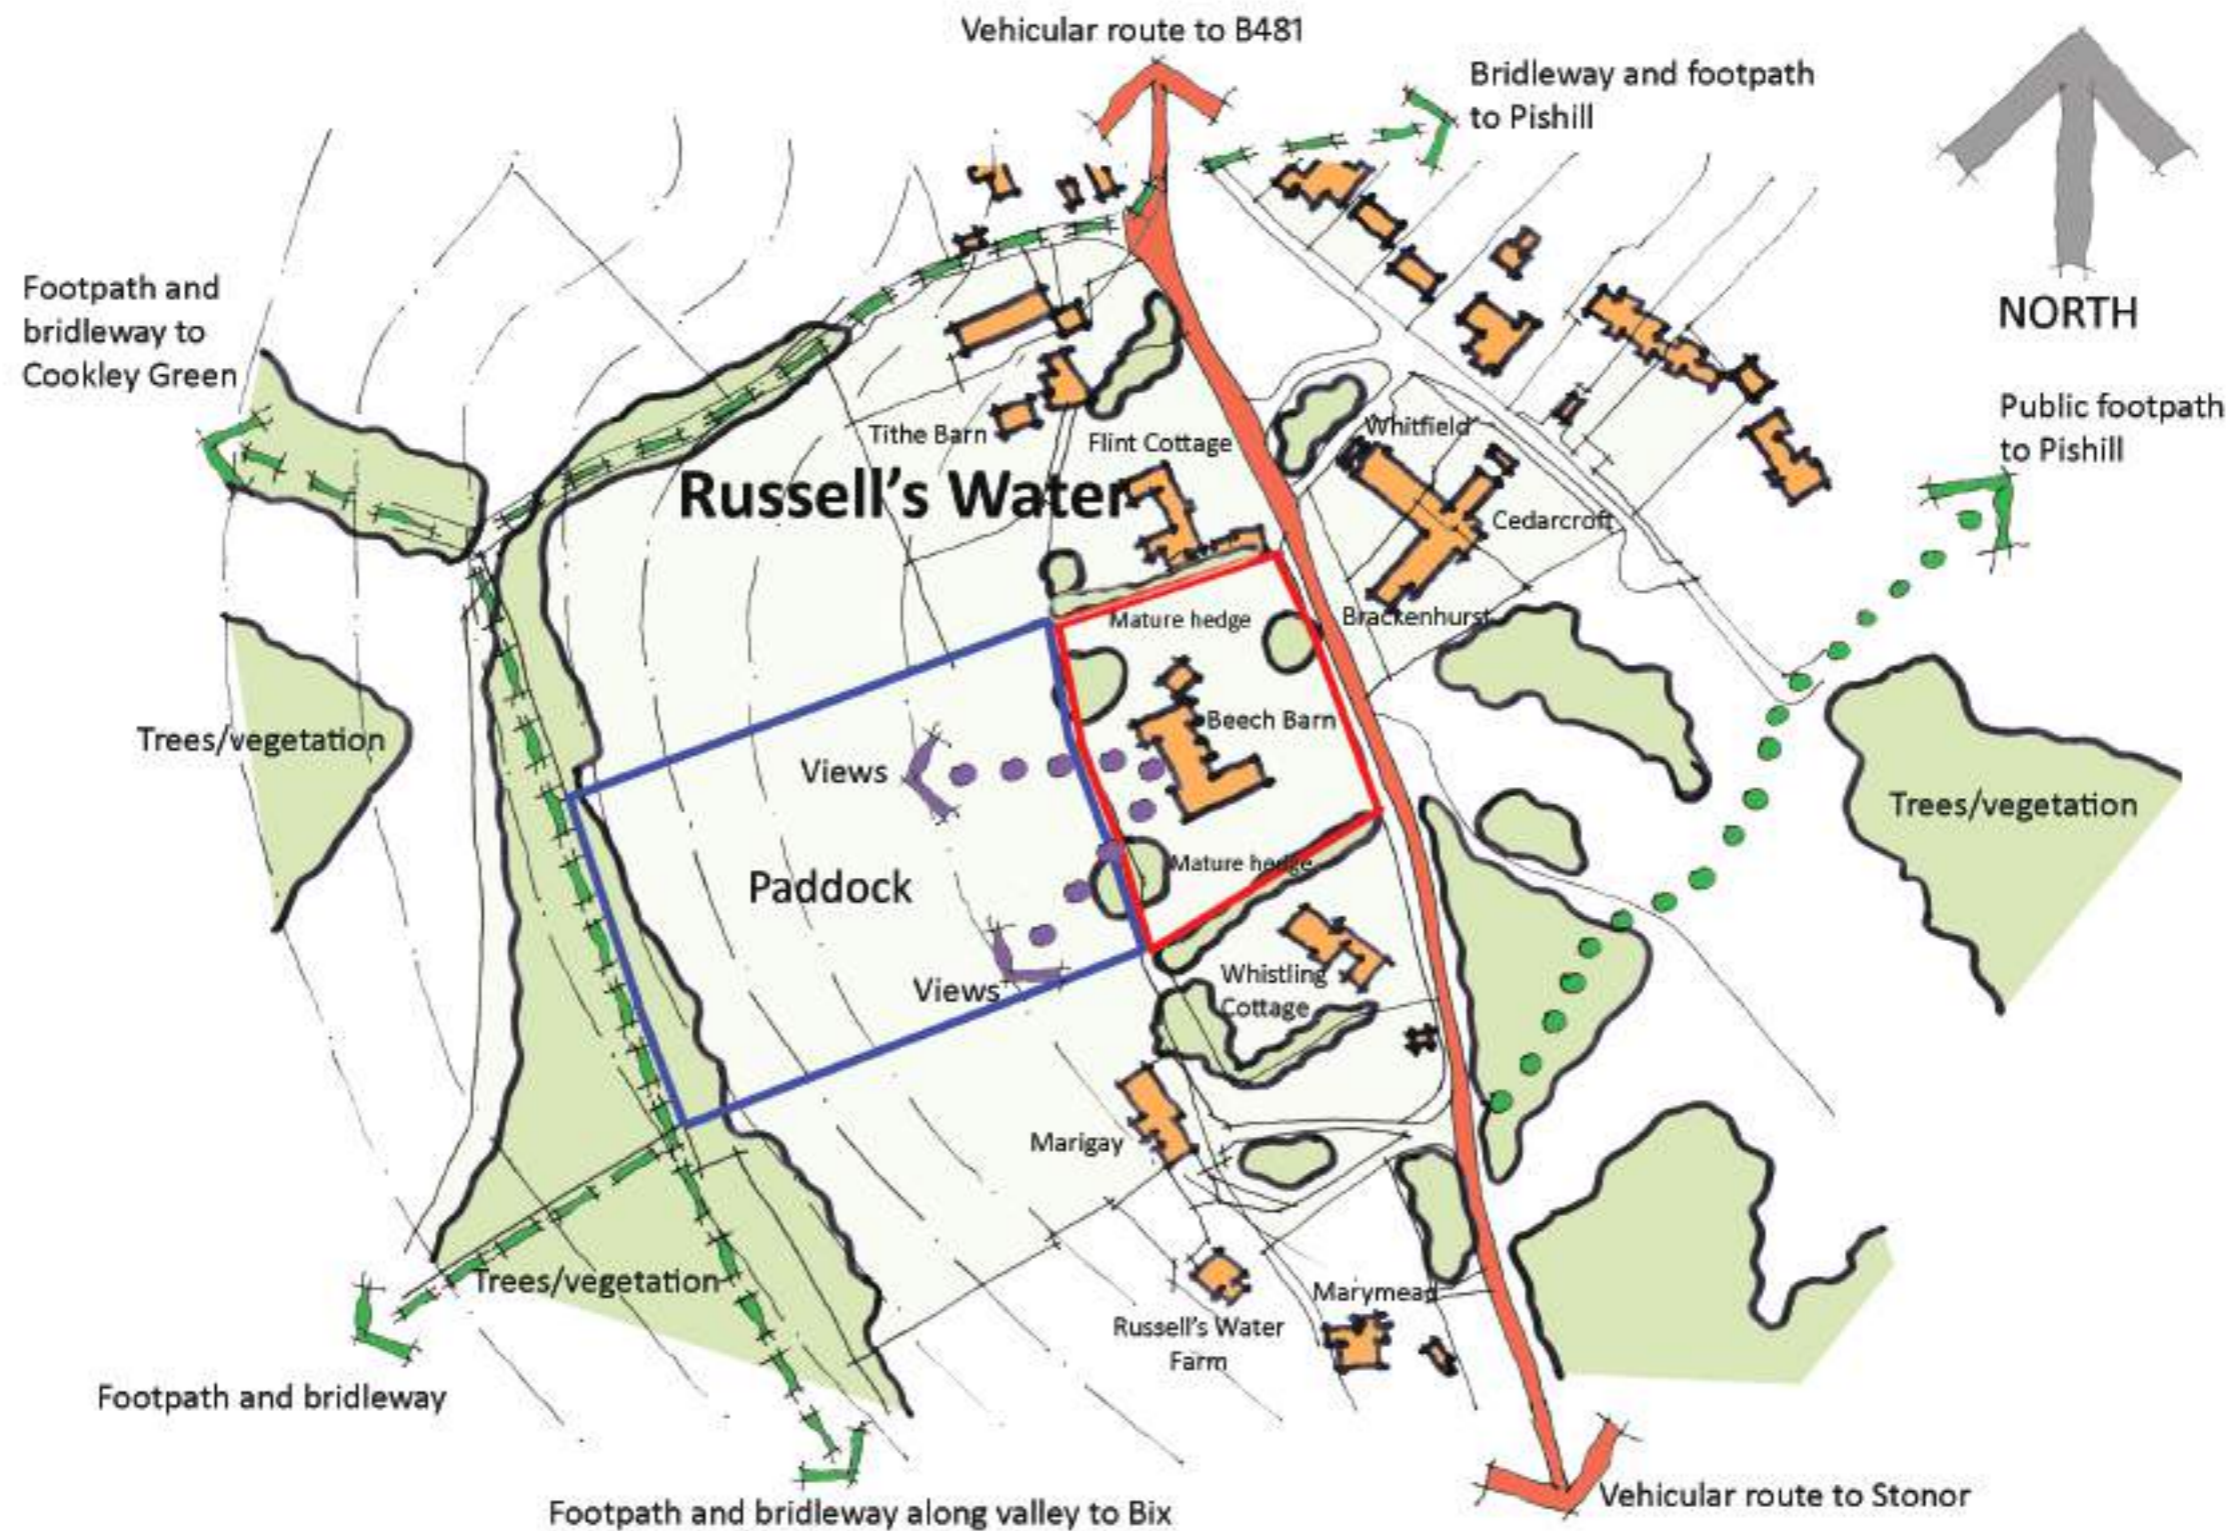 Vehicular route to B481
Bridleway and footpath
to Pishill
NORTH
Footpath and
bridleway to
Cookley Green
Public footpath
to Pishill
Tithe Barn
Flint Cottage
Whitfield
Russell's Water
Cedarcroft
Mature hedge
Brackenhurst
Beech Barn
Trees/vegetation
Views
Trees/vegetation
Mature hedge
Paddock
Whistling
Cottage
Views
Marigay
Trees/vegetation
Marymead
Russell's Water
Farm
Footpath and bridleway
Vehicular route to Stonor
Footpath and bridleway along valley to Bix